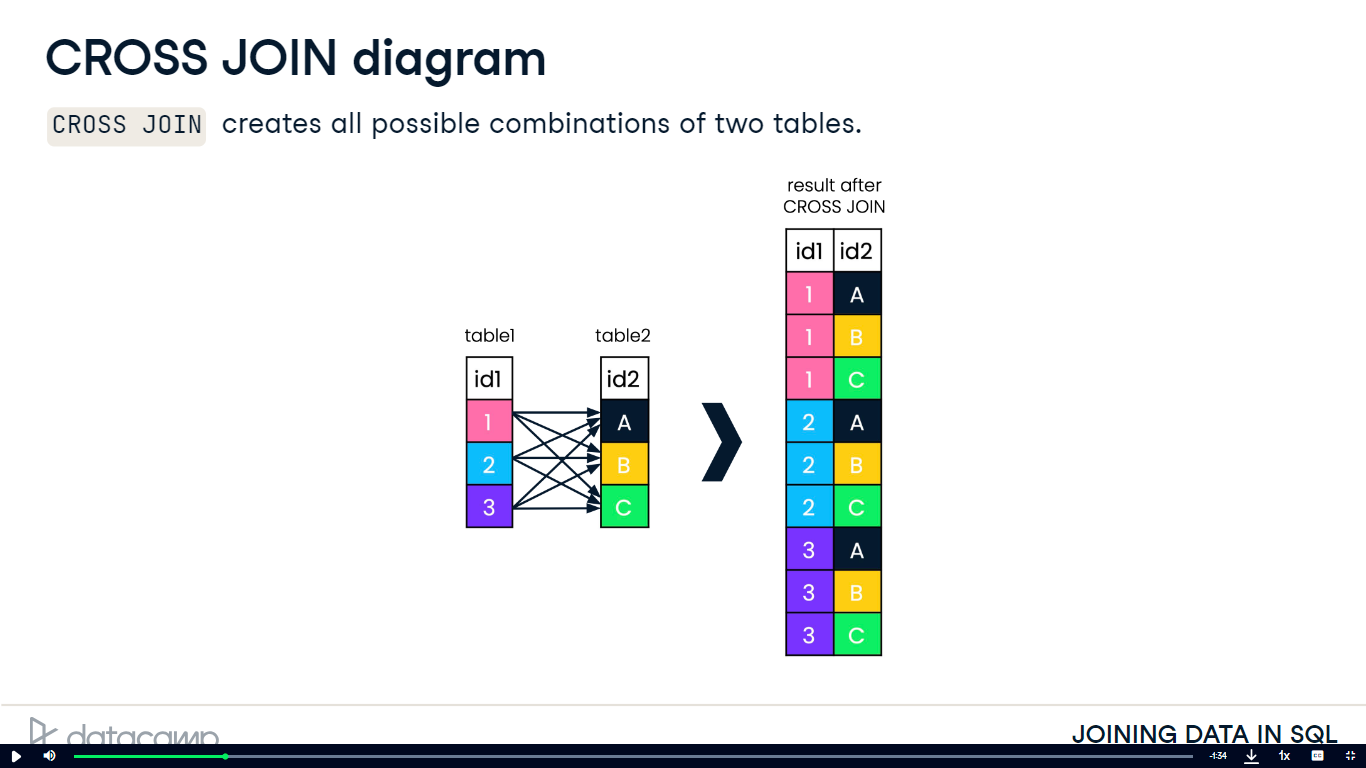 CROSS JOIN diagram
CROSS JOIN creates all possible combinations of two tables.
result after
CROSS JOIN
id1 id2
1 A
1 B
1 C
2 A
2 B
2 C
3 A
3 B
3 C
table1 table2
id1 id2
1 A
2 B
3 C
datacamp
JOINING DATA IN SQL
-1:34
1x
CC